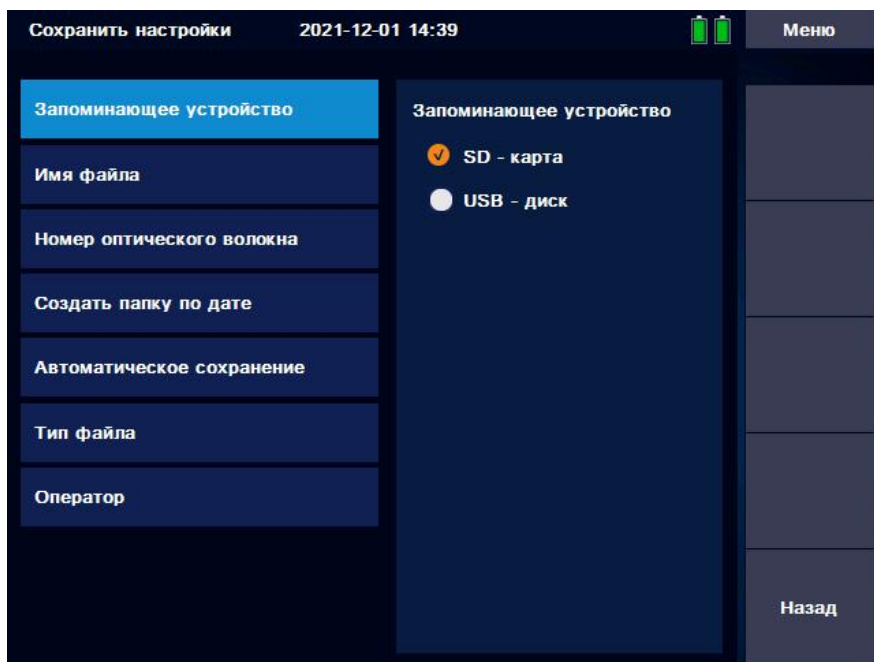 Сохранить настройки 2021-12-01 14:39 Меню
Запоминающее устройство
Имя файла
Номер оптического волокна
Создать папку по дате
Автоматическое сохранение
Тип файла
Оператор
Запоминающее устройство
SD - карта
USB - диск
Назад